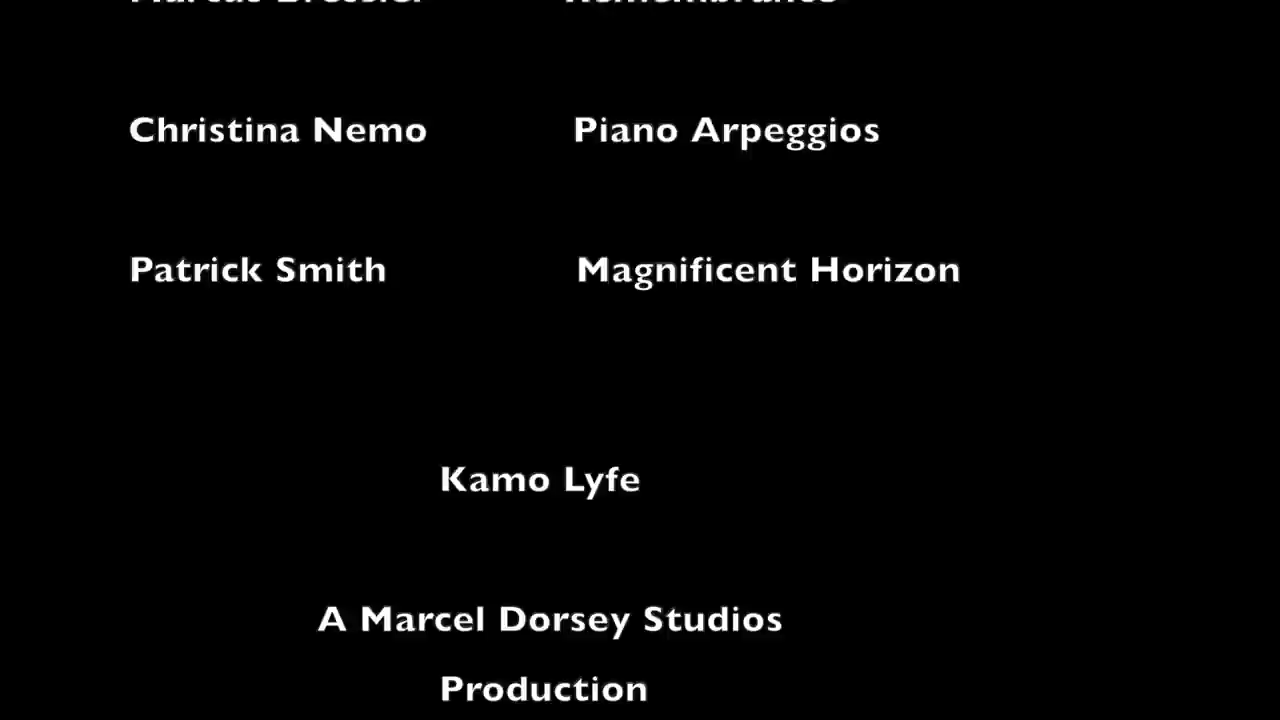 Christina Nemo Piano Arpeggios
Patrick Smith Magnificent Horizon
Kamo Lyfe
A Marcel Dorsey Studios
Production